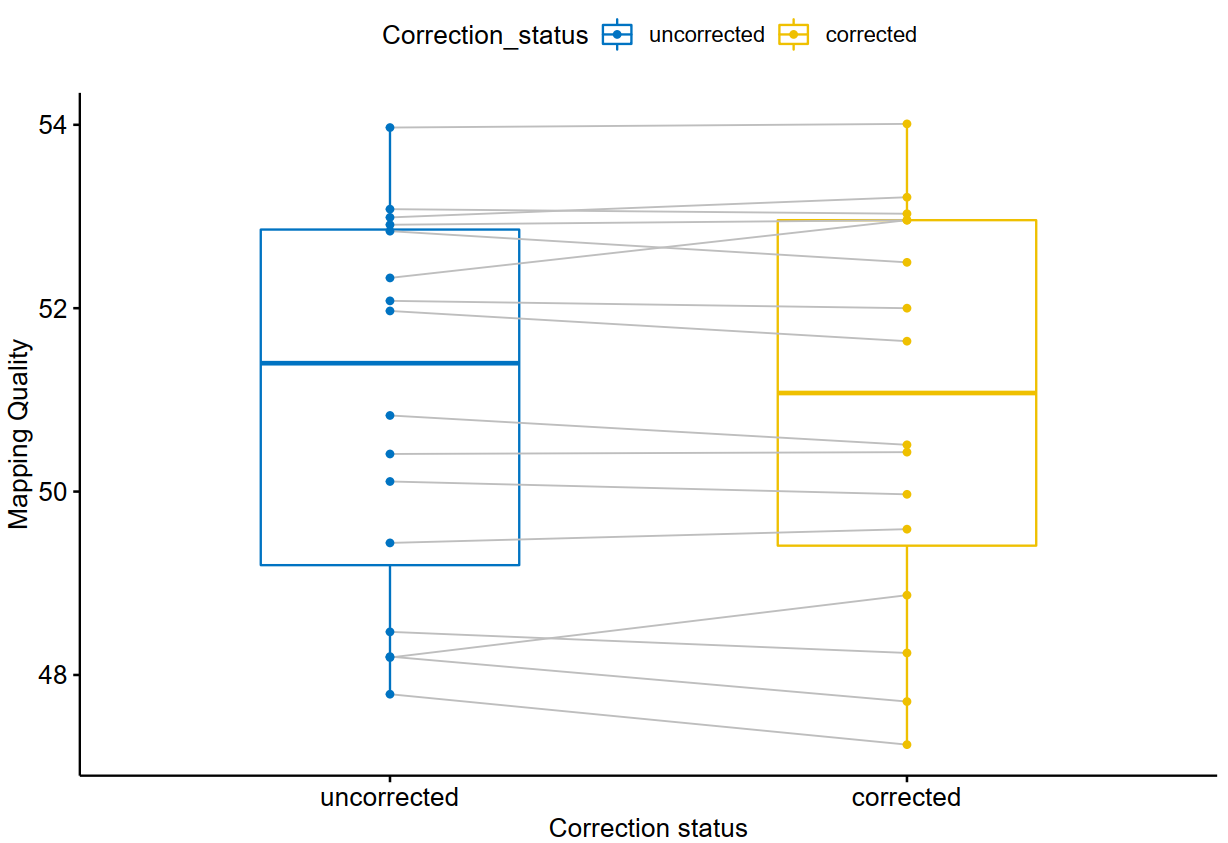 Correction_status uncorrected corrected
54
52
50
48
Mapping Quality
uncorrected corrected
Correction status